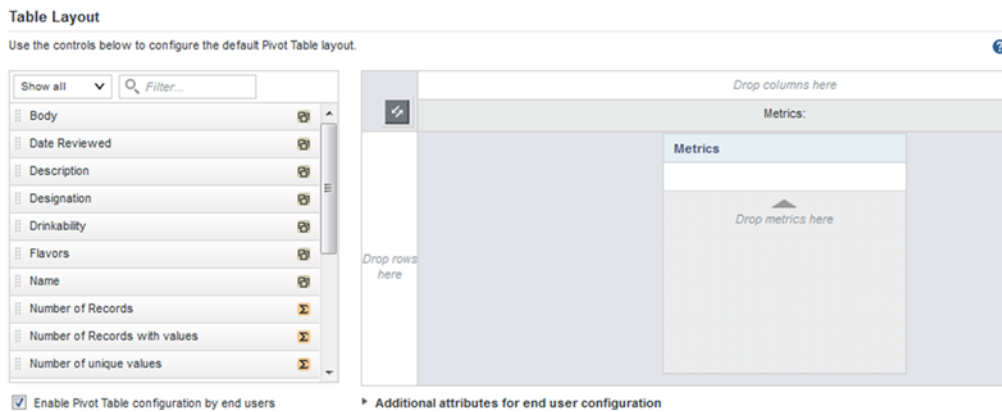 Table Layout
Use the controls below to configure the default Pivot Table layout.
Show all
Filter...
Body
Date Reviewed
Description
Designation
Drinkability
Flavors
Name
Number of Records
Number of Records with values
Number of unique values
Enable Pivot Table configuration by end users
Drop columns here
Metrics:
Metrics
Drop metrics here
Drop rows
here
Additional attributes for end user configuration